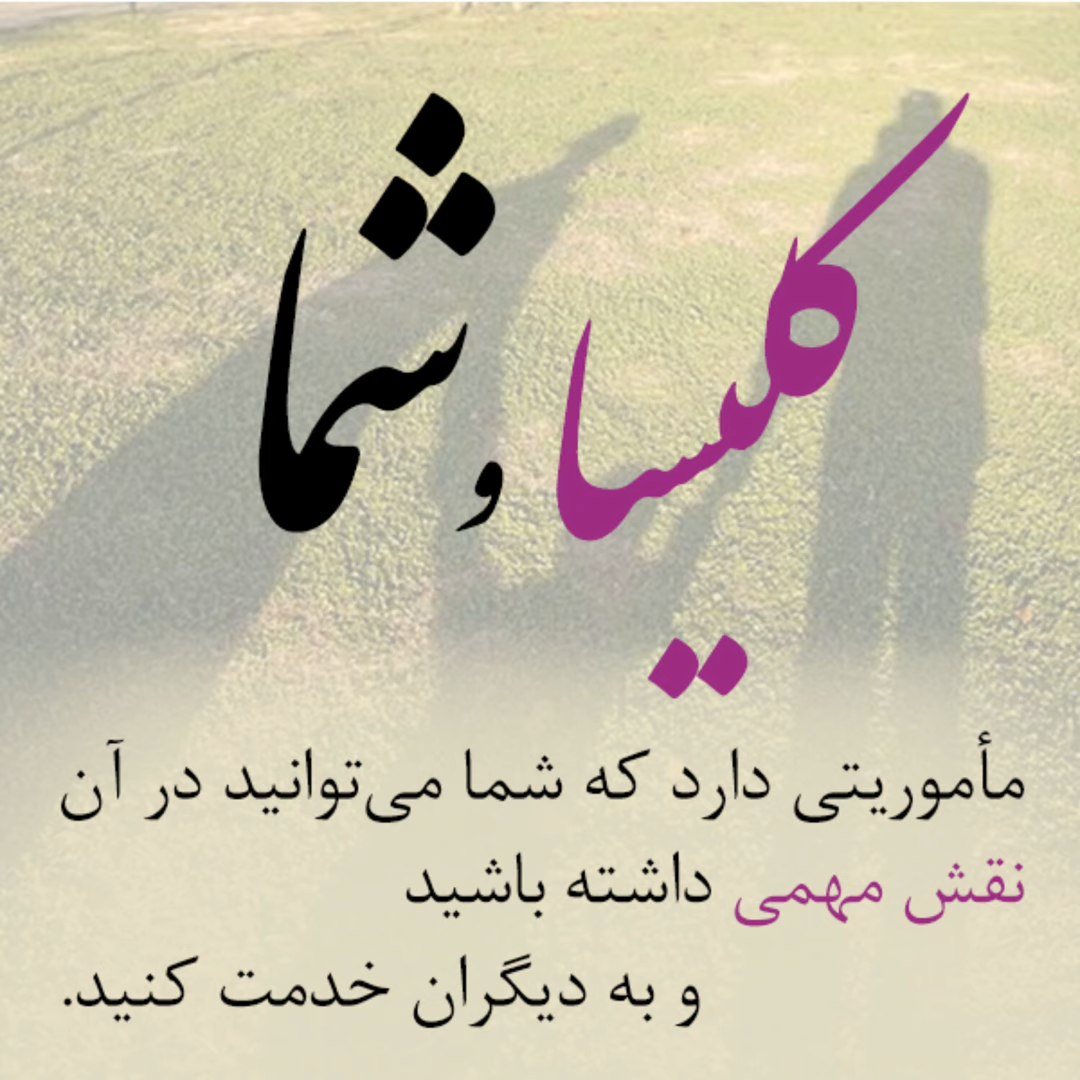 کلیسا و شما
مأموریتی دارد که شما می‌توانید در آن
نقش مهمی داشته باشید
و به دیگران خدمت کنید.